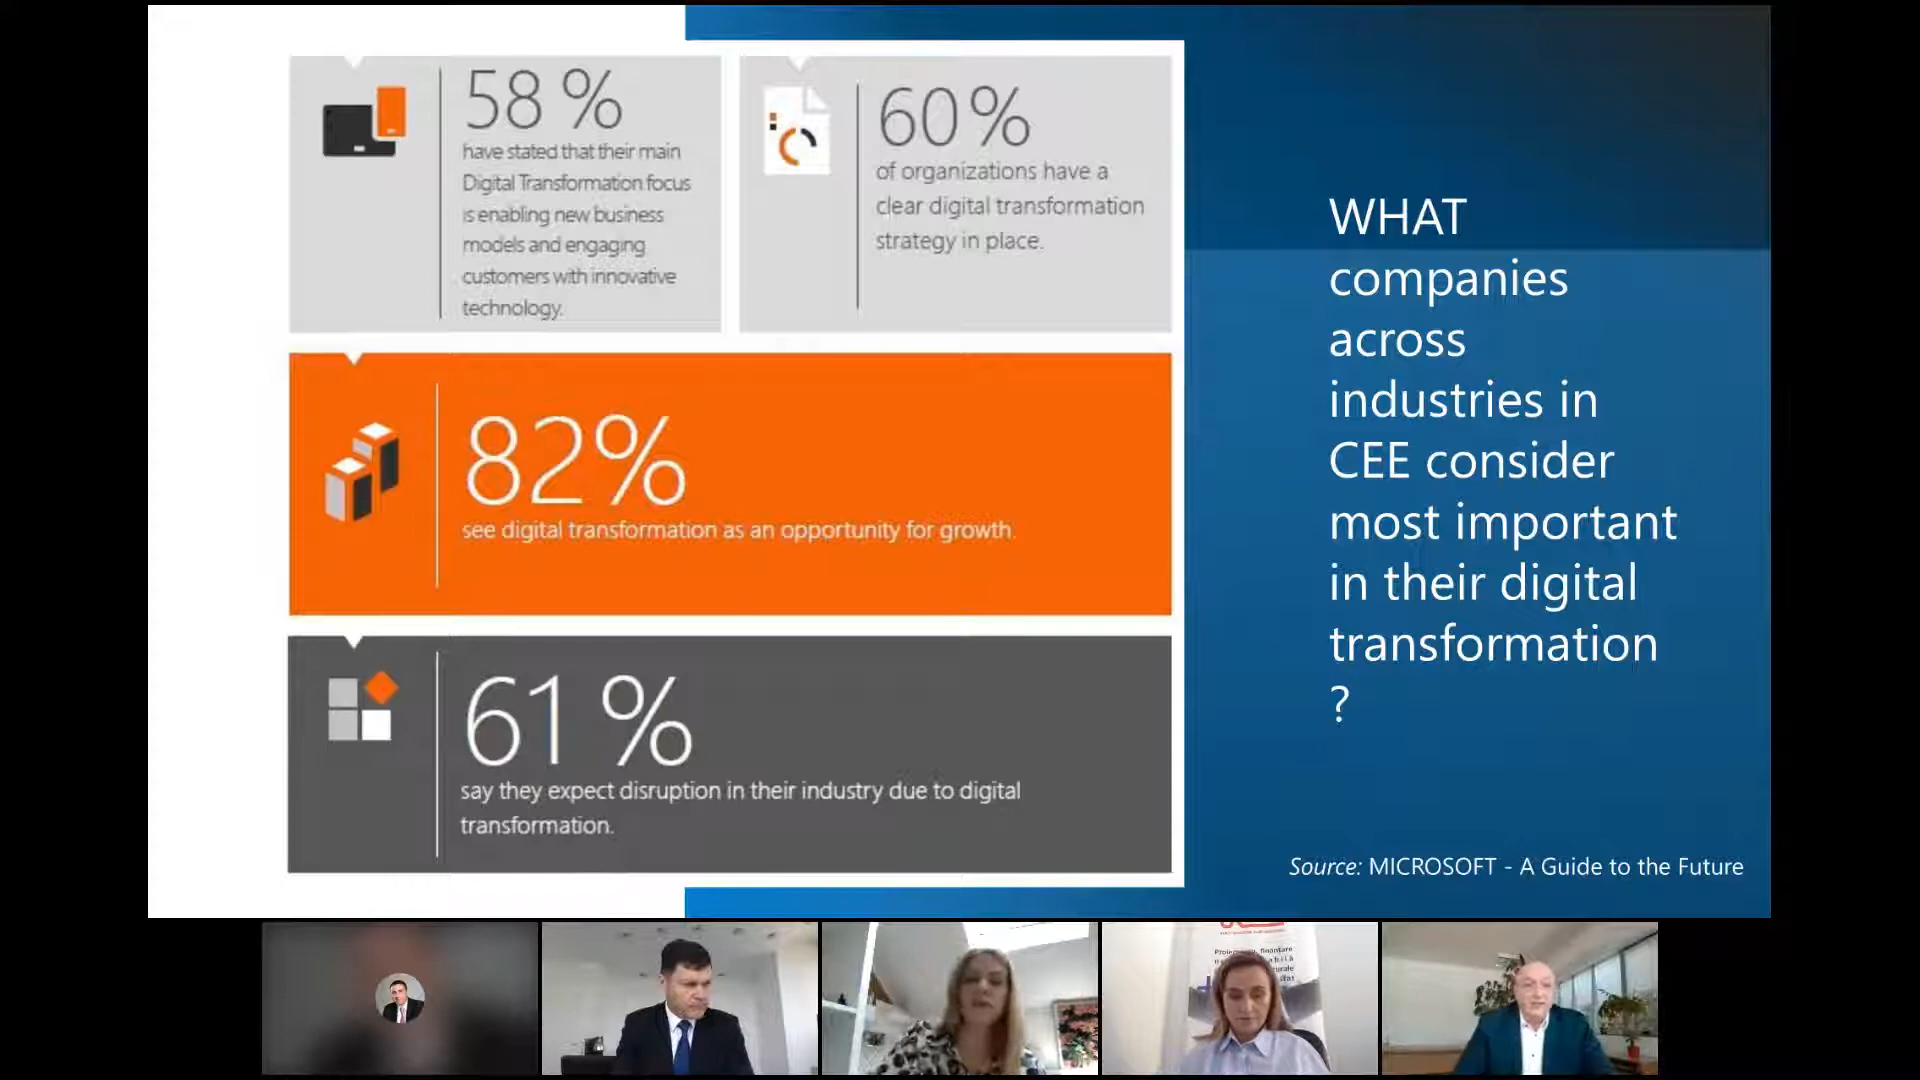 58 %
have stated that their main
Digital Transformation focus
is enabling new business
models and engaging
customers with innovative
technology.
60%
of organizations have a
clear digital transformation
strategy in place.
82%
see digital transformation as an opportunity for growth.
61 %
say they expect disruption in their industry due to digital
transformation.
WHAT
companies
across
industries in
CEE consider
most important
in their digital
transformation
?
Source: MICROSOFT - A Guide to the Future
finantare